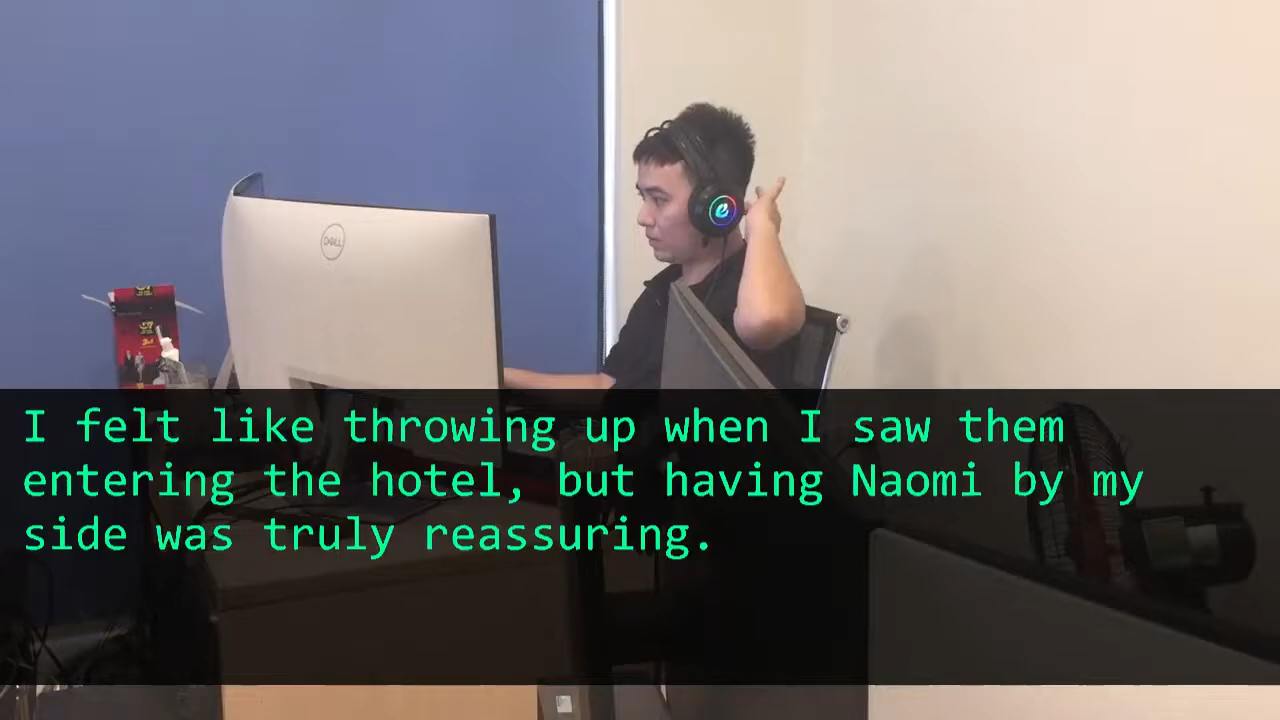 DELL
I felt like throwing up when I saw them
entering the hotel, but having Naomi by my
side was truly reassuring.